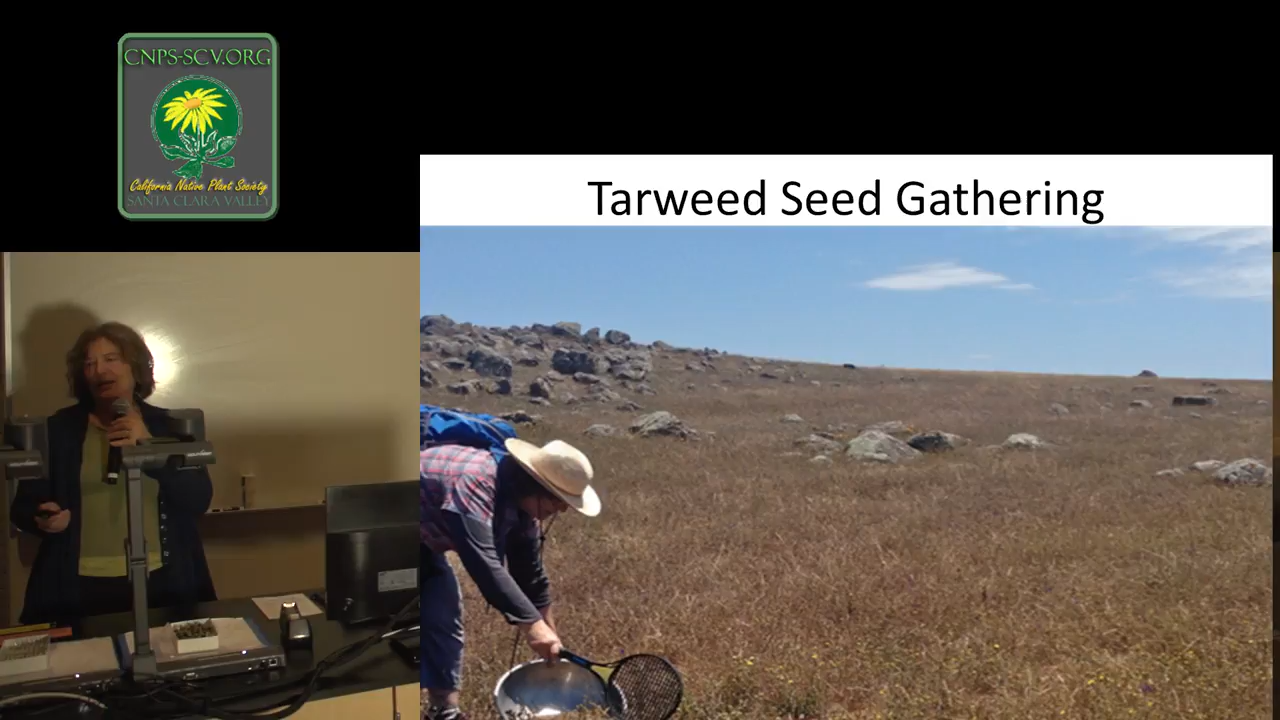 CNPS-SCV.ORG
California Native Plant Society
SANTA CLARA VALLEY
Tarweed Seed Gathering